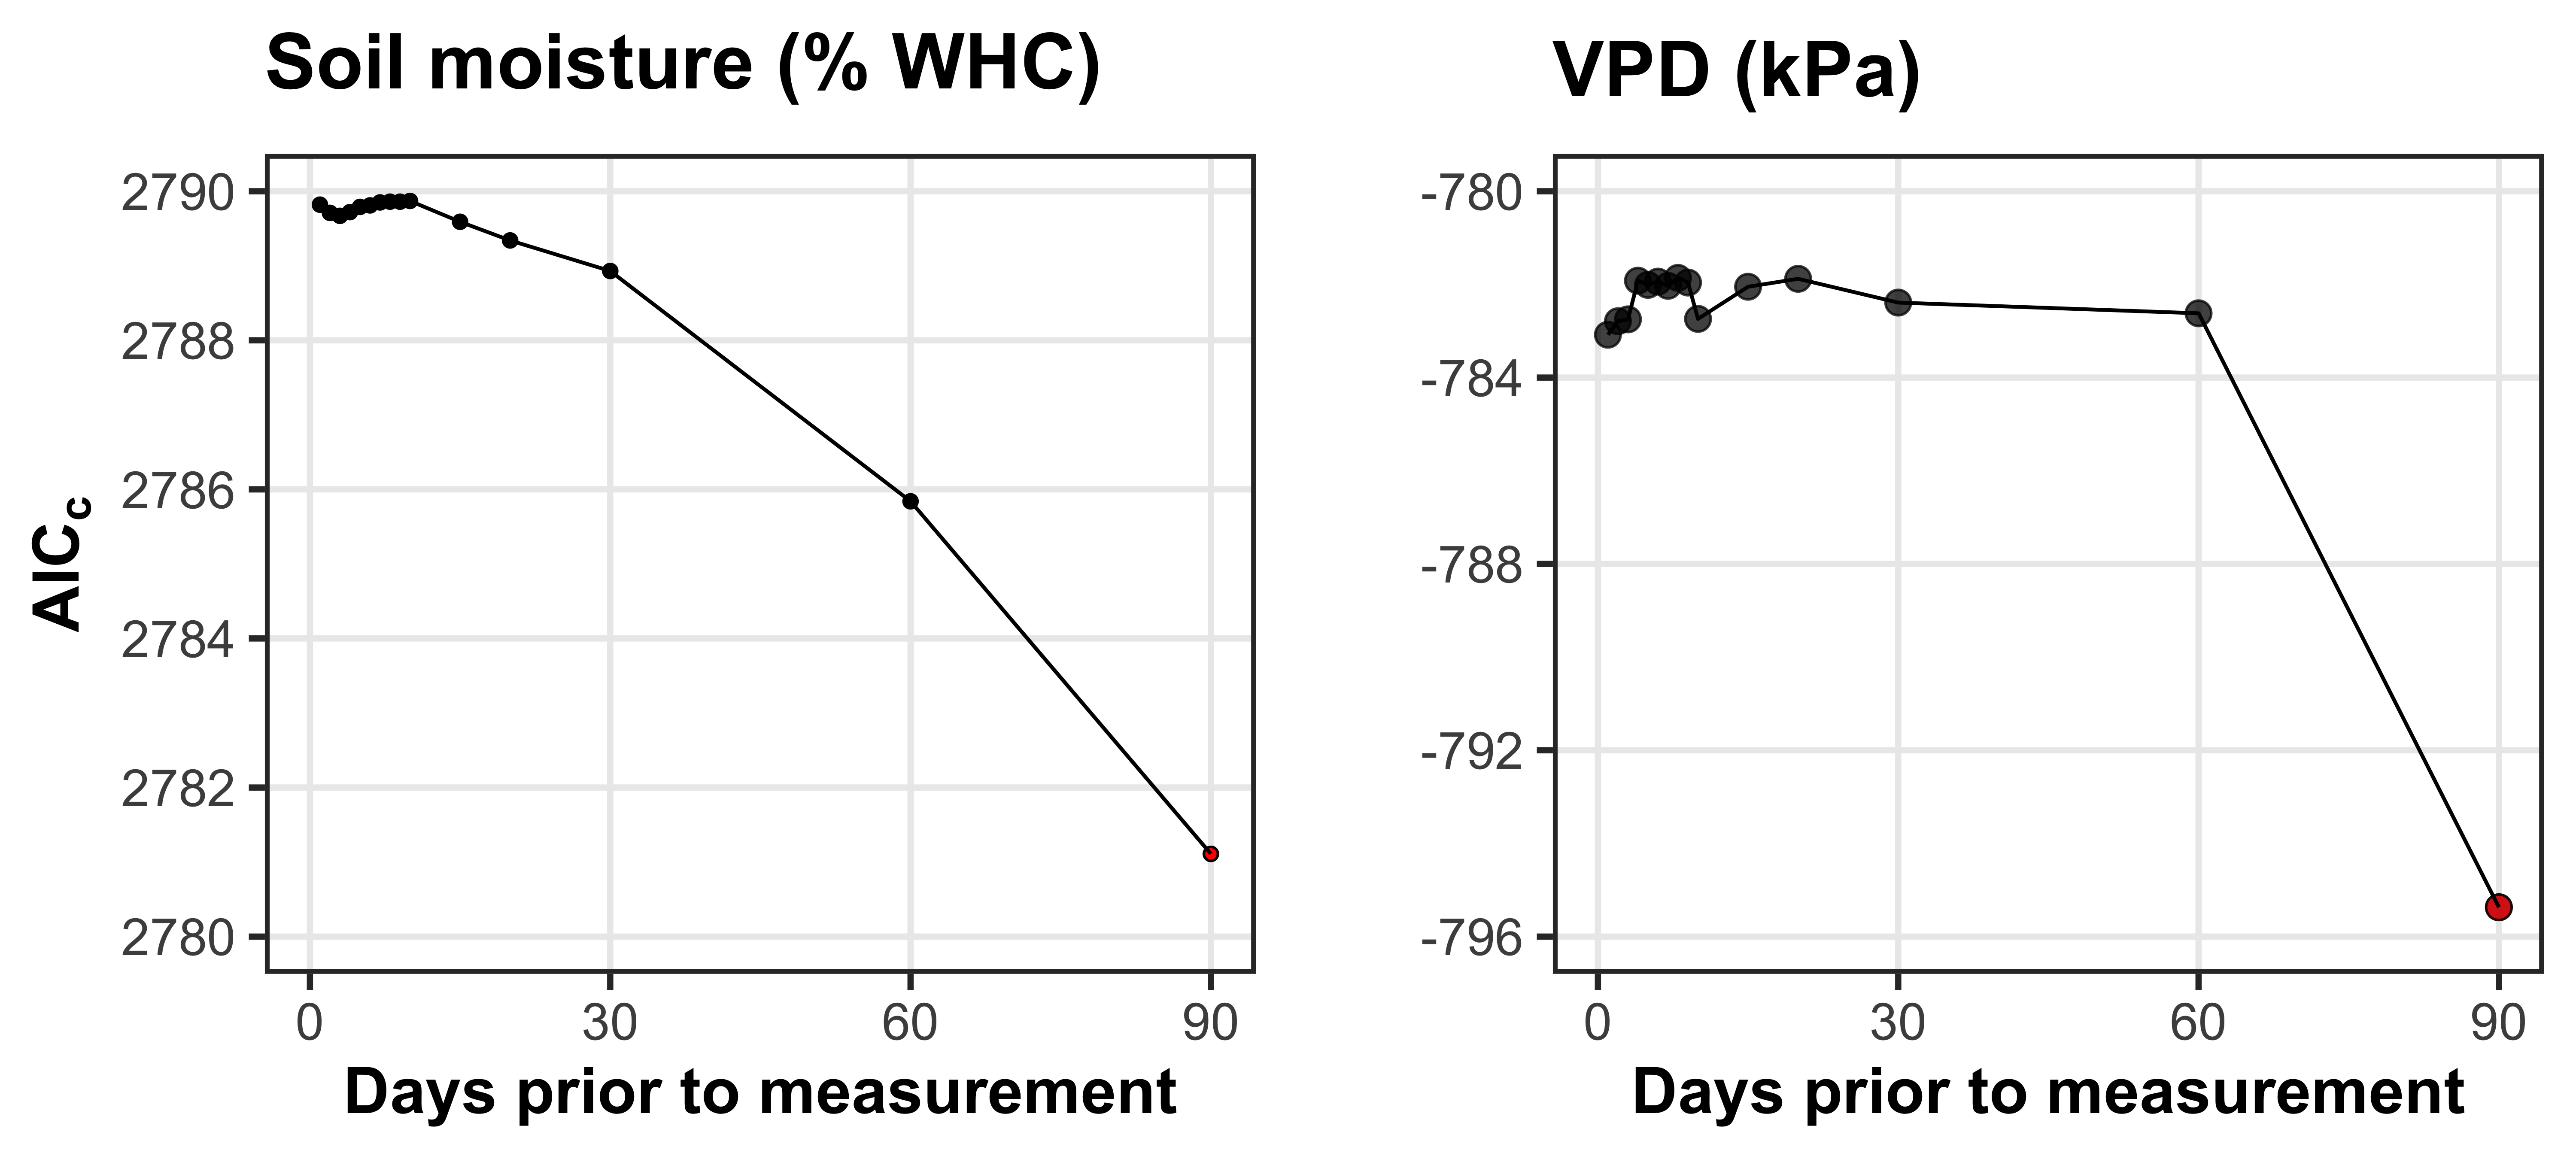 Soil moisture (% WHC)
AICc
2790
2788
2786
2784
2782
2780
0 30 60 90
Days prior to measurement
VPD (kPa)
-780
-784
-788
-792
-796
0 30 60 90
Days prior to measurement